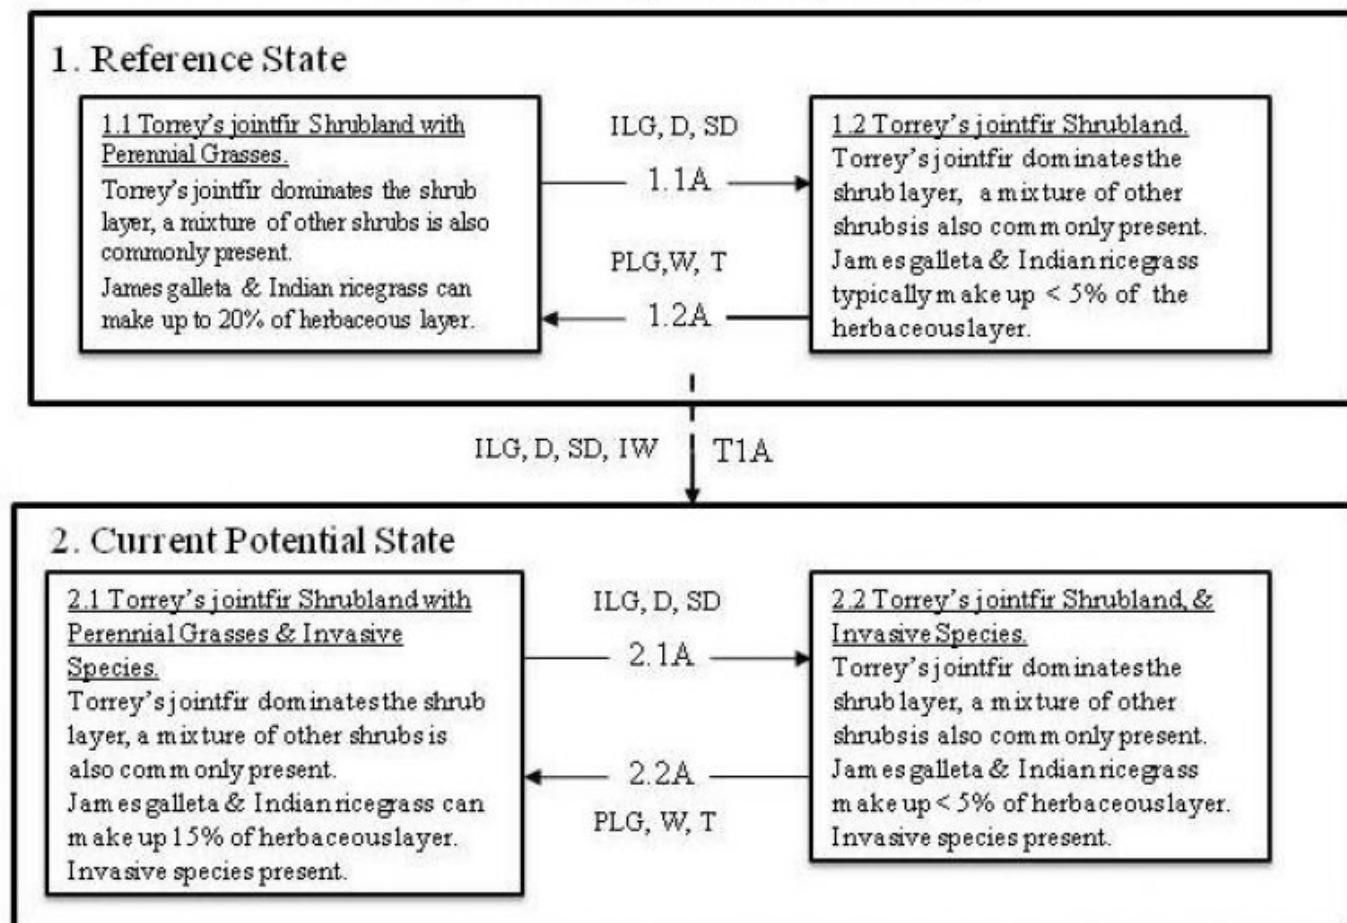 1. Reference State
1.1 Torrey's jointfir Shrubland with
Perennial Grasses.
Torrey's jointfir dominates the shrub
layer, a mixture of other shrubs is also
commonly present.
James galleta & Indian ricegrass can
make up to 20% of herbaceous layer.
ILG, D, SD
1.1A
PLG,W, T
1.2A
1.2 Torrey's jointfir Shrubland.
Torrey's jointfir dominates the
shrub layer, a mixture of other
shrubs is also commonly present.
James galleta & Indian ricegrass
typically make up < 5% of the
herbaceous layer.
ILG, D, SD, IW
T1A
2. Current Potential State
2.1 Torrey's jointfir Shrubland with
Perennial Grasses & Invasive
Species.
Torrey's jointfir dominates the shrub
layer, a mixture of other shrubs is
also commonly present.
James galleta & Indian ricegrass can
make up 15% of herbaceous layer.
Invasive species present.
ILG, D, SD
2.1A
2.2A
PLG, W, T
2.2 Torrey's jointfir Shrubland, &
Invasive Species.
Torrey's jointfir dominates the
shrub layer, a mixture of other
shrubs is also commonly present.
James galleta & Indian ricegrass
make up < 5% of herbaceous layer.
Invasive species present.